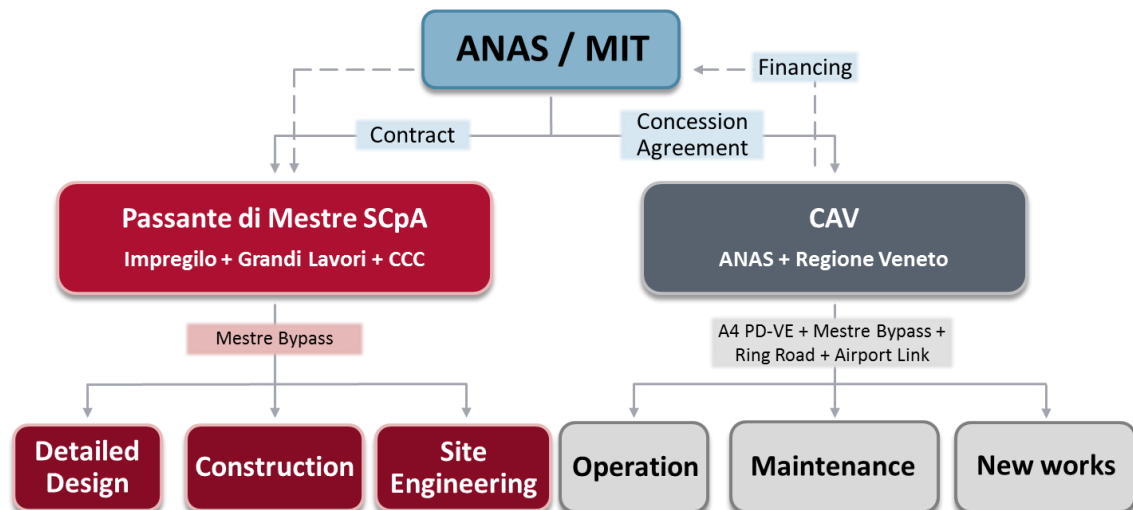 ANAS / MIT
Financing
Contract
Concession
Agreement
Passante di Mestre SCpA
Impregilo + Grandi Lavori + CCC
CAV
ANAS + Regione Veneto
Mestre Bypass
A4 PD-VE + Mestre Bypass +
Ring Road + Airport Link
Detailed
Design
Construction
Site
Engineering
Operation
Maintenance
New works